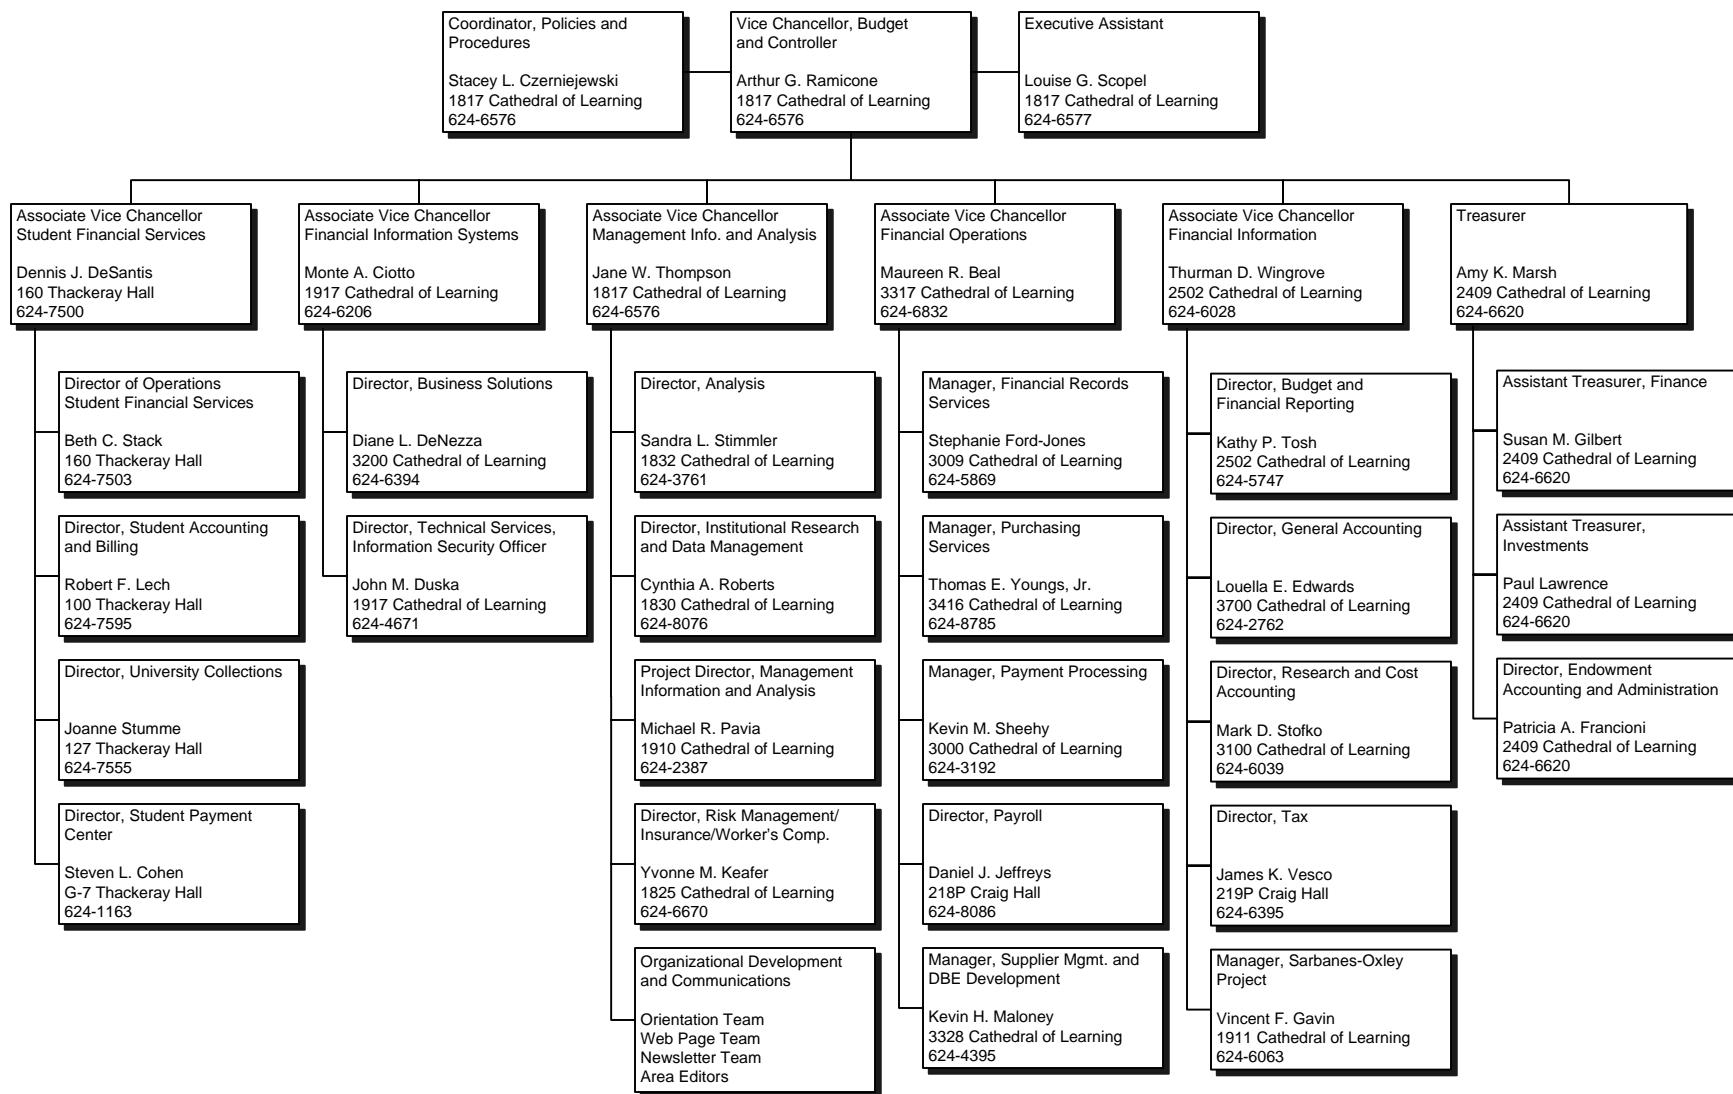 Coordinator, Policies and
Procedures
Stacey L. Czerniejewski
1817 Cathedral of Learning
624-6576
Vice Chancellor, Budget
and Controller
Arthur G. Ramicone
1817 Cathedral of Learning
624-6576
Executive Assistant
Louise G. Scopel
1817 Cathedral of Learning
624-6577
Associate Vice Chancellor
Student Financial Services
Dennis J. DeSantis
160 Thackeray Hall
624-7500
Associate Vice Chancellor
Financial Information Systems
Monte A. Ciotto
1917 Cathedral of Learning
624-6206
Associate Vice Chancellor
Management Info. and Analysis
Jane W. Thompson
1817 Cathedral of Learning
624-6576
Associate Vice Chancellor
Financial Operations
Maureen R. Beal
3317 Cathedral of Learning
624-6832
Associate Vice Chancellor
Financial Information
Thurman D. Wingrove
2502 Cathedral of Learning
624-6028
Treasurer
Amy K. Marsh
2409 Cathedral of Learning
624-6620
Director of Operations
Student Financial Services
Beth C. Stack
160 Thackeray Hall
624-7503
Director, Student Accounting
and Billing
Robert F. Lech
100 Thackeray Hall
624-7595
Director, University Collections
Joanne Stumme
127 Thackeray Hall
624-7555
Director, Student Payment
Center
Steven L. Cohen
G-7 Thackeray Hall
624-1163
Director, Business Solutions
Diane L. DeNezza
3200 Cathedral of Learning
624-6394
Director, Technical Services,
Information Security Officer
John M. Duska
1917 Cathedral of Learning
624-4671
Director, Analysis
Sandra L. Stimmler
1832 Cathedral of Learning
624-3761
Director, Institutional Research
and Data Management
Cynthia A. Roberts
1830 Cathedral of Learning
624-8076
Project Director, Management
Information and Analysis
Michael R. Pavia
1910 Cathedral of Learning
624-2387
Director, Risk Management/
Insurance/Worker's Comp.
Yvonne M. Keafer
1825 Cathedral of Learning
624-6670
Organizational Development
and Communications
Orientation Team
Web Page Team
Newsletter Team
Area Editors
Manager, Financial Records
Services
Stephanie Ford-Jones
3009 Cathedral of Learning
624-5869
Manager, Purchasing
Services
Thomas E. Youngs, Jr.
3416 Cathedral of Learning
624-8785
Manager, Payment Processing
Kevin M. Sheehy
3000 Cathedral of Learning
624-3192
Director, Payroll
Daniel J. Jeffreys
218P Craig Hall
624-8086
Manager, Supplier Mgmt. and
DBE Development
Kevin H. Maloney
3328 Cathedral of Learning
624-4395
Director, Budget and
Financial Reporting
Kathy P. Tosh
2502 Cathedral of Learning
624-5747
Director, General Accounting
Louella E. Edwards
3700 Cathedral of Learning
624-2762
Director, Research and Cost
Accounting
Mark D. Stofko
3100 Cathedral of Learning
624-6039
Director, Tax
James K. Vesco
219P Craig Hall
624-6395
Manager, Sarbanes-Oxley
Project
Vincent F. Gavin
1911 Cathedral of Learning
624-6063
Assistant Treasurer, Finance
Susan M. Gilbert
2409 Cathedral of Learning
624-6620
Assistant Treasurer,
Investments
Paul Lawrence
2409 Cathedral of Learning
624-6620
Director, Endowment
Accounting and Administration
Patricia A. Francioni
2409 Cathedral of Learning
624-6620